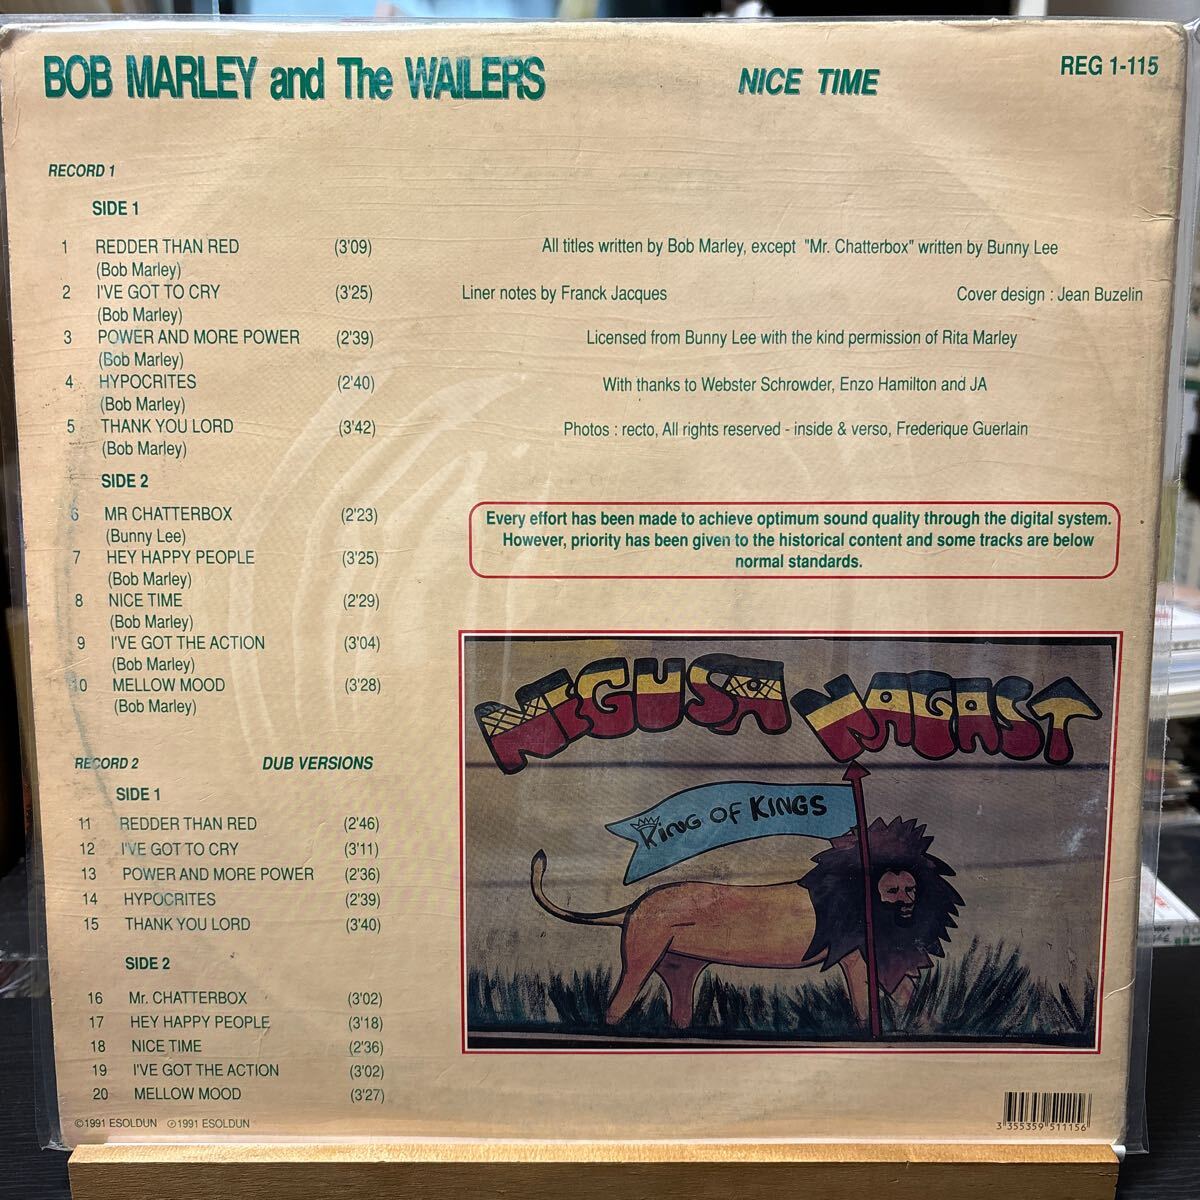 BOB MARLEY and The WAILERS
NICE TIME
REG 1-115
RECORD 1
SIDE 1
1 REDDER THAN RED (3'09)
(Bob Marley)
2 I'VE GOT TO CRY (3'25)
(Bob Marley)
3 POWER AND MORE POWER (2'39)
(Bob Marley)
4 HYPOCRITES (2'40)
(Bob Marley)
5 THANK YOU LORD (3'42)
(Bob Marley)
SIDE 2
6 MR CHATTERBOX (2'23)
(Bunny Lee)
7 HEY HAPPY PEOPLE (3'25)
(Bob Marley)
8 NICE TIME (2'29)
(Bob Marley)
9 I'VE GOT THE ACTION (3'04)
(Bob Marley)
10 MELLOW MOOD (3'28)
(Bob Marley)
RECORD 2 DUB VERSIONS
SIDE 1
11 REDDER THAN RED (2'46)
12 I'VE GOT TO CRY (3'11)
13 POWER AND MORE POWER (2'36)
14 HYPOCRITES (2'39)
15 THANK YOU LORD (3'40)
SIDE 2
16 Mr. CHATTERBOX (3'02)
17 HEY HAPPY PEOPLE (3'18)
18 NICE TIME (2'36)
19 I'VE GOT THE ACTION (3'02)
20 MELLOW MOOD (3'27)
©1991 ESOLDUN ℗1991 ESOLDUN
All titles written by Bob Marley, except "Mr. Chatterbox" written by Bunny Lee
Liner notes by Franck Jacques Cover design : Jean Buzelin
Licensed from Bunny Lee with the kind permission of Rita Marley
With thanks to Webster Schrowder, Enzo Hamilton and JA
Photos : recto, All rights reserved - inside & verso, Frederique Guerlain
Every effort has been made to achieve optimum sound quality through the digital system.
However, priority has been given to the historical content and some tracks are below
normal standards.
NEGUSA NAGAST
KiNG OF KINGS
3 355359 511156